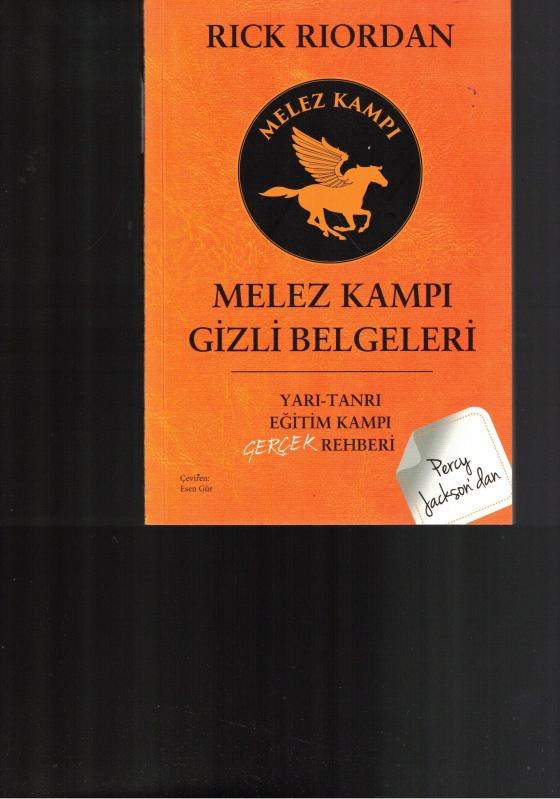 RICK RIORDAN
MELEZ KAMPI
MELEZ KAMPI
GİZLİ BELGELERİ
YARI-TANRI
EĞİTİM KAMPI
GERÇEK REHBERİ
Çeviren:
Esen Gür
Percy
Jackson'dan